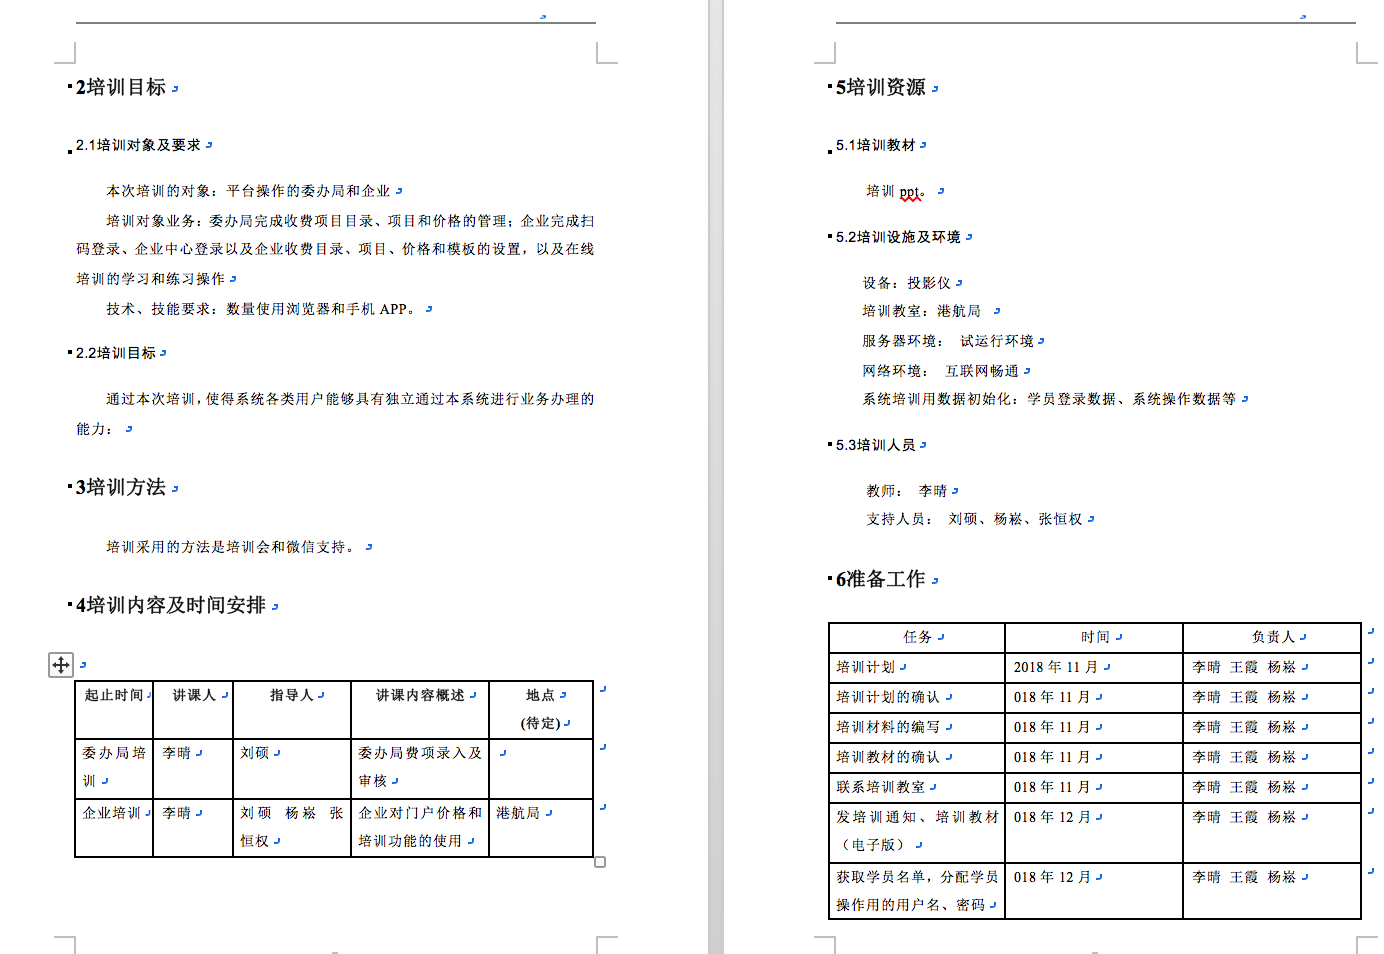 2培训目标
2.1培训对象及要求
本次培训的对象：平台操作的委办局和企业
培训对象业务：委办局完成收费项目目录、项目和价格的管理；企业完成扫
码登录、企业中心登录以及企业收费目录、项目、价格和模板的设置，以及在线
培训的学习和练习操作
技术、技能要求：数量使用浏览器和手机 APP。
2.2培训目标
通过本次培训，使得系统各类用户能够具有独立通过本系统进行业务办理的
能力：
3培训方法
培训采用的方法是培训会和微信支持。
4培训内容及时间安排
起止时间 讲课人 指导人 讲课内容概述 地点
(待定)
委办局培 李晴 刘硕 委办局费项录入及
训 审核
企业培训 李晴 刘硕 杨崧 张 企业对门户价格和 港航局
恒权 培训功能的使用
5培训资源
5.1培训教材
培训 ppt。
5.2培训设施及环境
设备：投影仪
培训教室：港航局
服务器环境： 试运行环境
网络环境： 互联网畅通
系统培训用数据初始化：学员登录数据、系统操作数据等
5.3培训人员
教师： 李晴
支持人员： 刘硕、杨崧、张恒权
6准备工作
任务 时间 负责人
培训计划 2018 年 11 月 李晴 王霞 杨崧
培训计划的确认 018 年 11 月 李晴 王霞 杨崧
培训材料的编写 018 年 11 月 李晴 王霞 杨崧
培训教材的确认 018 年 11 月 李晴 王霞 杨崧
联系培训教室 018 年 11 月 李晴 王霞 杨崧
发培训通知、培训教材 018 年 12 月 李晴 王霞 杨崧
（电子版）
获取学员名单，分配学员 018 年 12 月 李晴 王霞 杨崧
操作用的用户名、密码